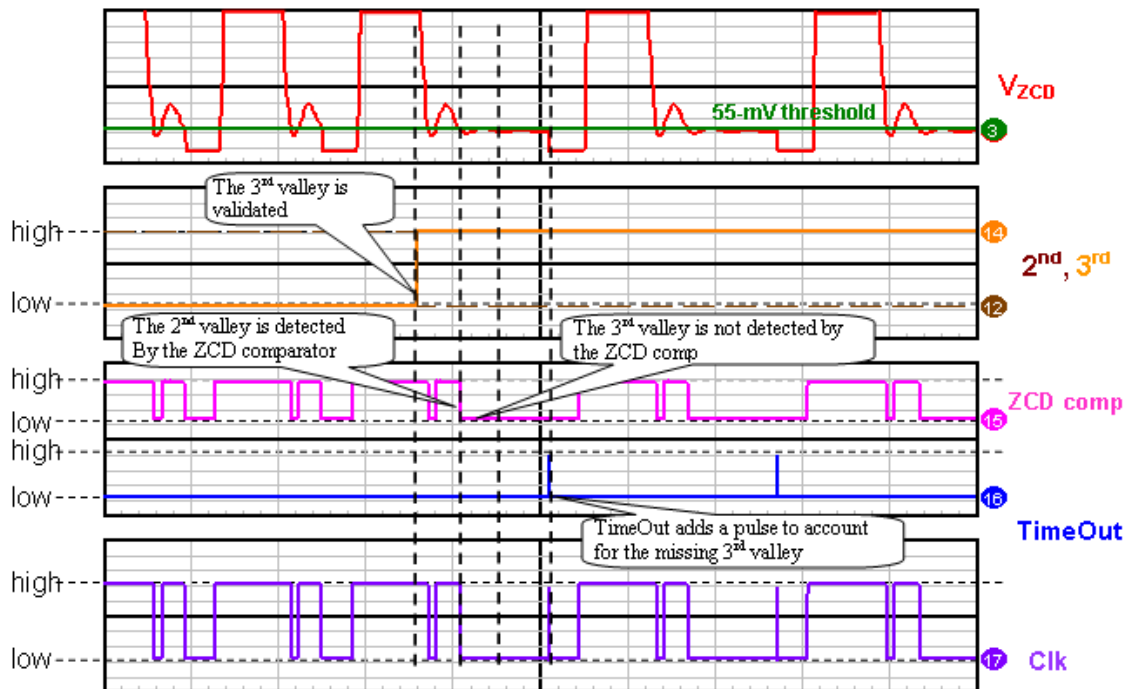 55-mV threshold
VZCD
3
The 3rd valley is
validated
high
14
2nd, 3rd
low
12
The 2nd valley is detected
By the ZCD comparator
The 3rd valley is not detected by
the ZCD comp
high
ZCD comp
low
15
high
low
16
TimeOut
TimeOut adds a pulse to account
for the missing 3rd valley
high
low
17
Clk